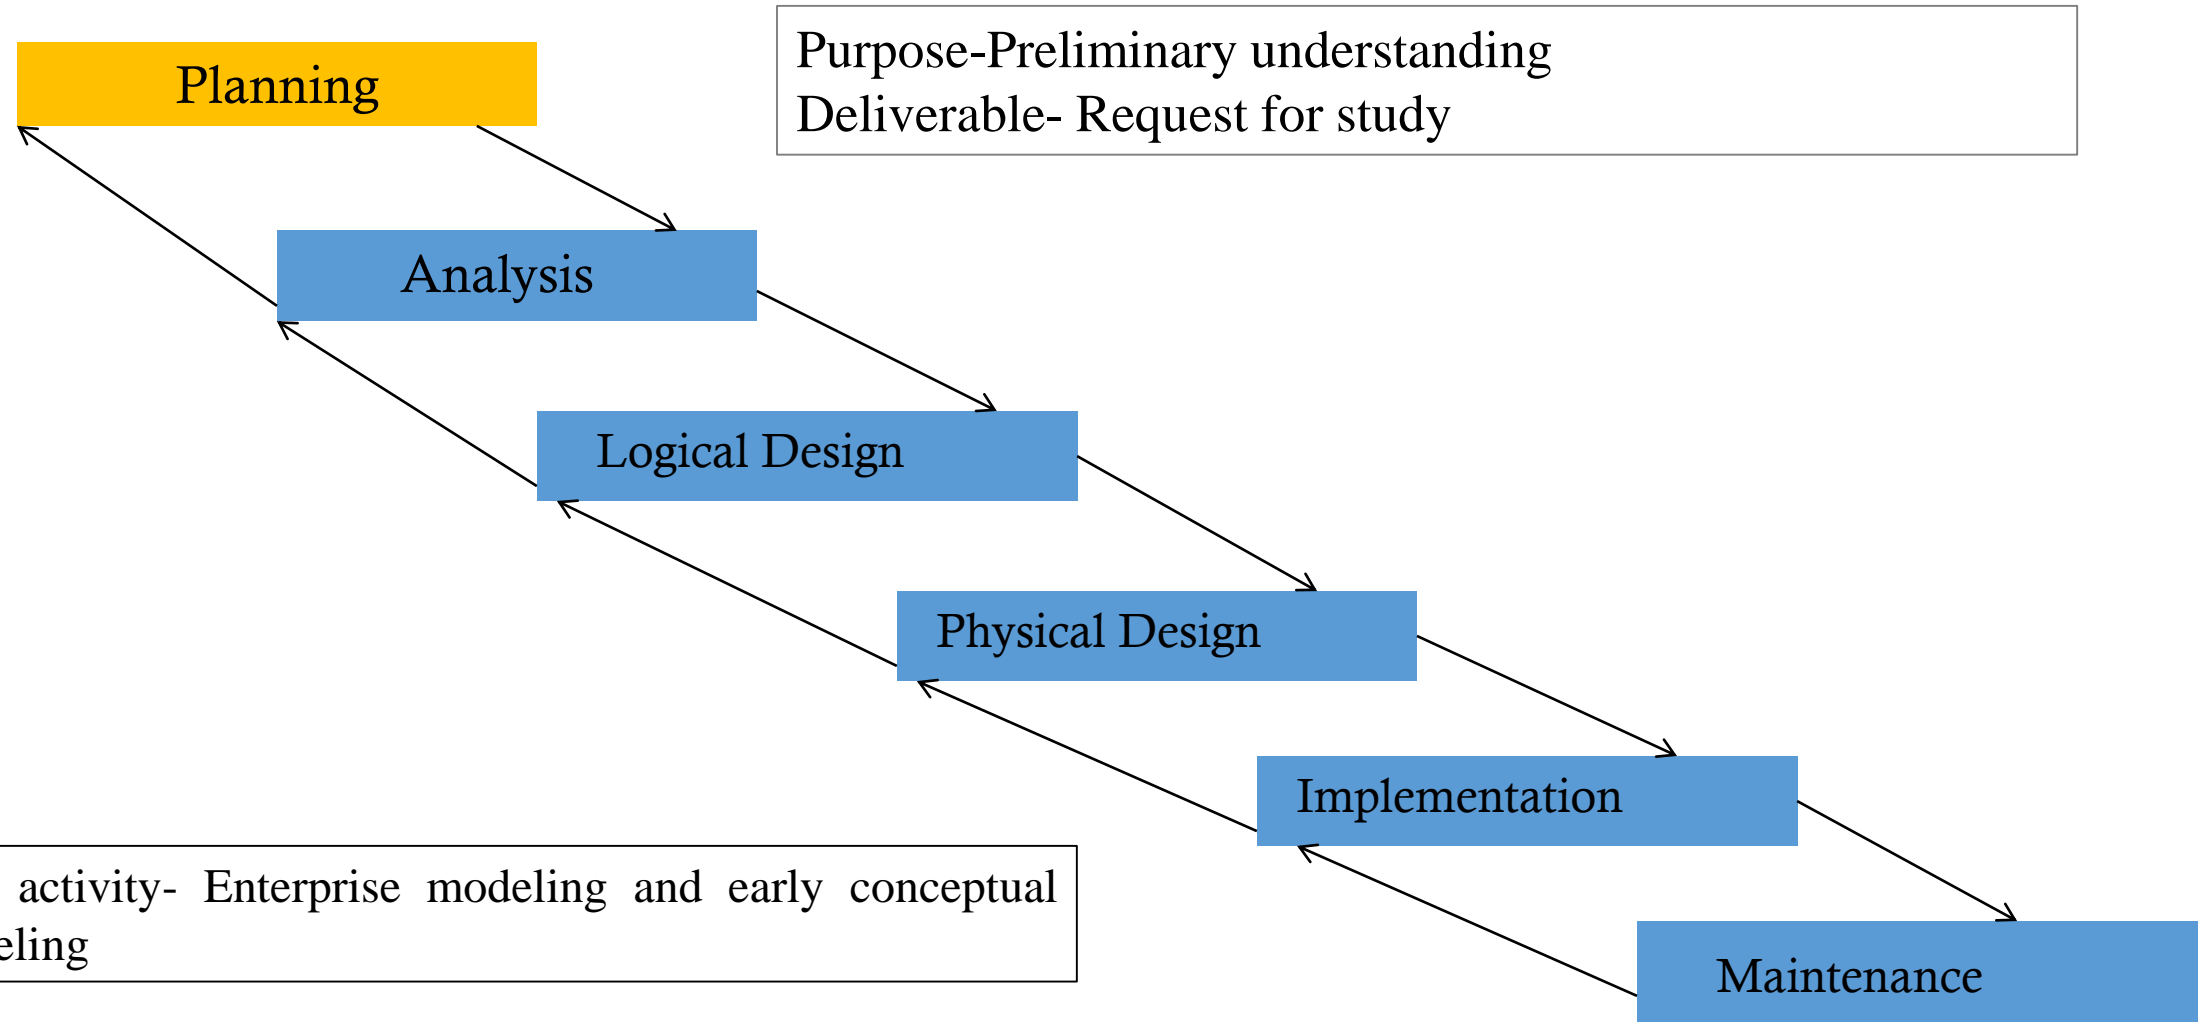 Purpose-Preliminary understanding
Deliverable- Request for study
Planning
Analysis
Logical Design
Physical Design
Implementation
activity- Enterprise modeling and early conceptual
eling
Maintenance